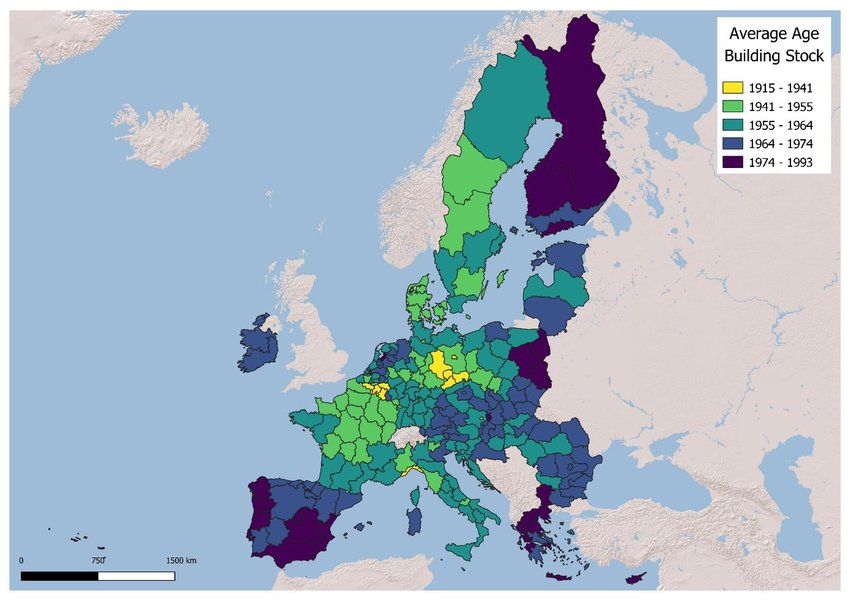 Average Age
Building Stock
1915 - 1941
1941 - 1955
1955 - 1964
1964 - 1974
1974 - 1993
0 750 1500 km